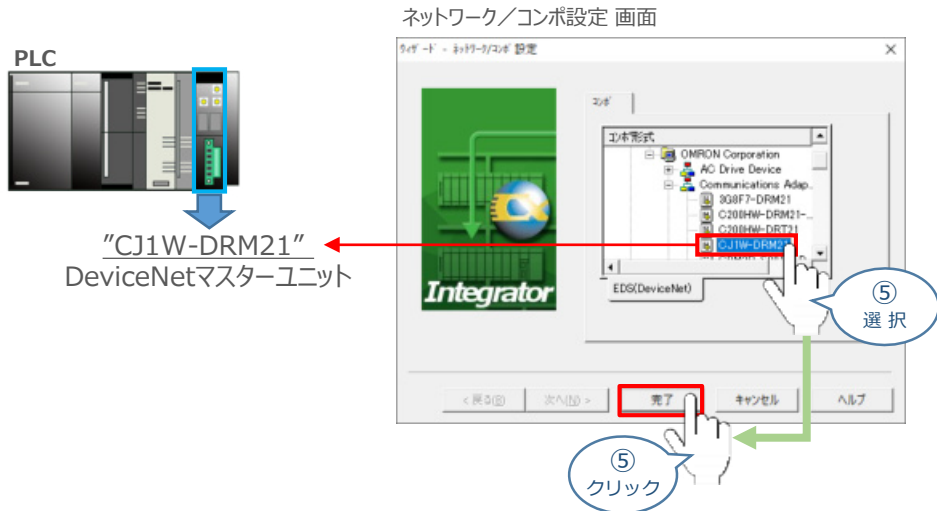 ネットワーク／コンポ設定 画面
PLC
ｳｨｻﾞｰﾄﾞ - ﾈｯﾄﾜｰｸ/ｺﾝﾎﾟ 設定
ｺﾝﾎﾟ
ｺﾝﾎﾟ形式
OMRON Corporation
AC Drive Device
Communications Adap..
3G8F7-DRM21
C200HW-DRM21-..
C200HW-DRT21
CJ1W-DRM21
EDS(DeviceNet)
Integrator
"CJ1W-DRM21"
DeviceNetマスターユニット
⑤
選 択
< 戻る(B)
次へ(N) >
完了
キャンセル
ヘルプ
⑤
クリック